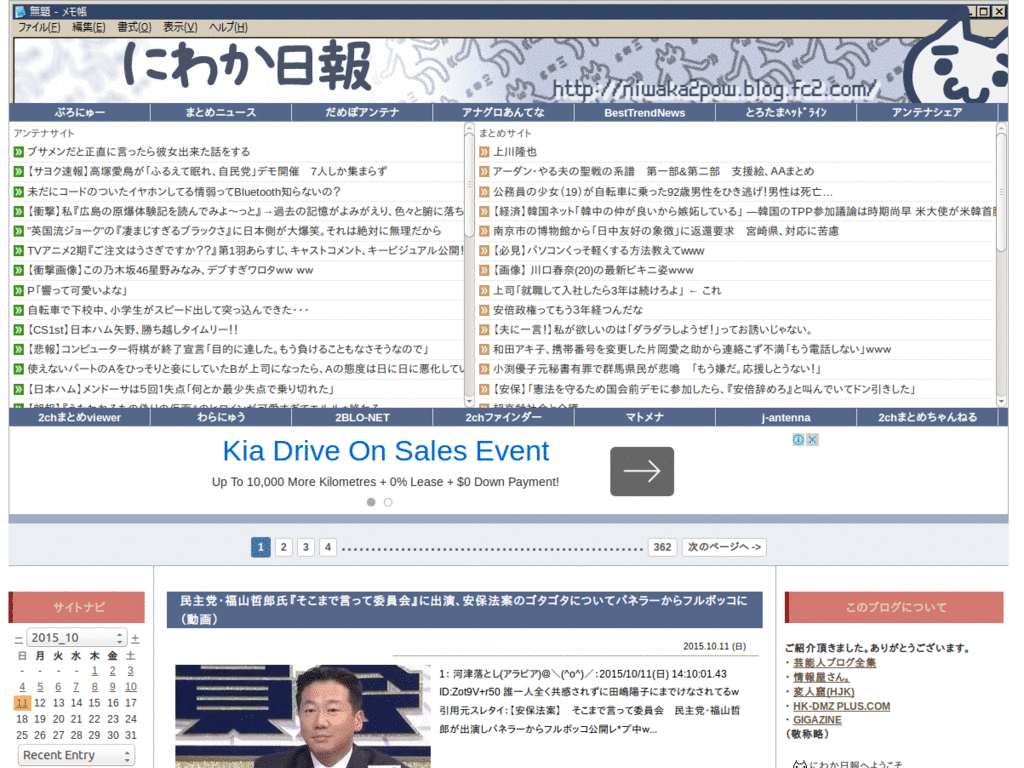 無題 - メモ帳
ファイル(F) 編集(E) 書式(O) 表示(V) ヘルプ(H)
にわか日報
http://niwaka2pow.blog.fc2.com/
ぶろにゅー まとめニュース だめぽアンテナ アナグロあんてな BestTrendNews とろたまヘッドライン アンテナシェア
アンテナサイト
ブサメンだと正直に言ったら彼女出来た話をする
【サヨク速報】高塚愛鳥が「ふるえて眠れ、自民党」デモ開催　7人しか集まらず
未だにコードのついたイヤホンしてる情弱ってBluetooth知らないの？
【衝撃】私『広島の原爆体験記を読んでみよ～っと』→過去の記憶がよみがえり、色々と腑に落ち
"英国流ジョーク"の『凄まじすぎるブラックさ』に日本側が大爆笑。それは絶対に無理だから
TVアニメ2期『ご注文はうさぎですか？？』第1羽あらすじ、キャストコメント、キービジュアル公開！
【衝撃画像】この乃木坂46星野みなみ、デブすぎワロタww ww
P「響って可愛いよな」
自転車で下校中、小学生がスピード出して突っ込んできた・・・
【CS1st】日本ハム矢野、勝ち越しタイムリー！！
【悲報】コンピューター将棋が終了宣言「目的に達した。もう負けることもなさそうなので」
使えないパートのAをひっそりと妾にしていたBが上司になったら、Aの態度は日に日に悪化してい
【日本ハム】メンドーサは5回1失点「何とか最少失点で乗り切れた」
まとめサイト
上川隆也
アーダン・やる夫の聖戦の系譜　第一部&第二部　支援絵、AAまとめ
公務員の少女（19）が自転車に乗った92歳男性をひき逃げ！男性は死亡…
【経済】韓国ネット「韓中の仲が良いから嫉妬している」 ―韓国のTPP参加議論は時期尚早 米大使が米韓首
南京市の博物館から「日中友好の象徴」に返還要求　宮崎県、対応に苦慮
【必見】パソコンくっそ軽くする方法教えてwww
【画像】 川口春奈(20)の最新ビキニ姿www
上司「就職して入社したら3年は続けろよ」 ← これ
安倍政権ってもう3年経つんだな
【夫に一言！】私が欲しいのは「ダラダラしようぜ！」ってお誘いじゃない。
和田アキ子、携帯番号を変更した片岡愛之助から連絡こず不満「もう電話しない」www
小渕優子元秘書有罪で群馬県民が悲鳴　「もう嫌だ。応援しとうない！」
【安保】「憲法を守るため国会前デモに参加したら、『安倍辞めろ』と叫んでいてドン引きした」
2chまとめviewer わらにゅう 2BLO-NET 2chファインダー マトメナ j-antenna 2chまとめちゃんねる
Kia Drive On Sales Event
Up To 10,000 More Kilometres + 0% Lease + $0 Down Payment!
1 2 3 4 ................................................... 362 次のページへ ->
サイトナビ
− 2015_10 +
日 月 火 水 木 金 土
- - - - 1 2 3
4 5 6 7 8 9 10
11 12 13 14 15 16 17
18 19 20 21 22 23 24
25 26 27 28 29 30 31
Recent Entry
民主党・福山哲郎氏『そこまで言って委員会』に出演、安保法案のゴタゴタについてパネラーからフルボッコに
（動画）
2015.10.11 (日)
1： 河津落とし(アラビア)@＼(^o^)／：2015/10/11(日) 14:10:01.43
ID:Zot9V+r50 誰一人全く共感されずに田嶋陽子にまでけなされてるw
引用元スレタイ：【安保法案】　そこまで言って委員会　民主党・福山哲
郎が出演しパネラーからフルボッコ公開レ*プ中w...
このブログについて
ご紹介頂きました。ありがとうございます。
・芸能人ブログ全集
・情報屋さん。
・変人窟(HJK)
・HK-DMZ PLUS.COM
・GIGAZINE
（敬称略）
にわか日報へようこそ